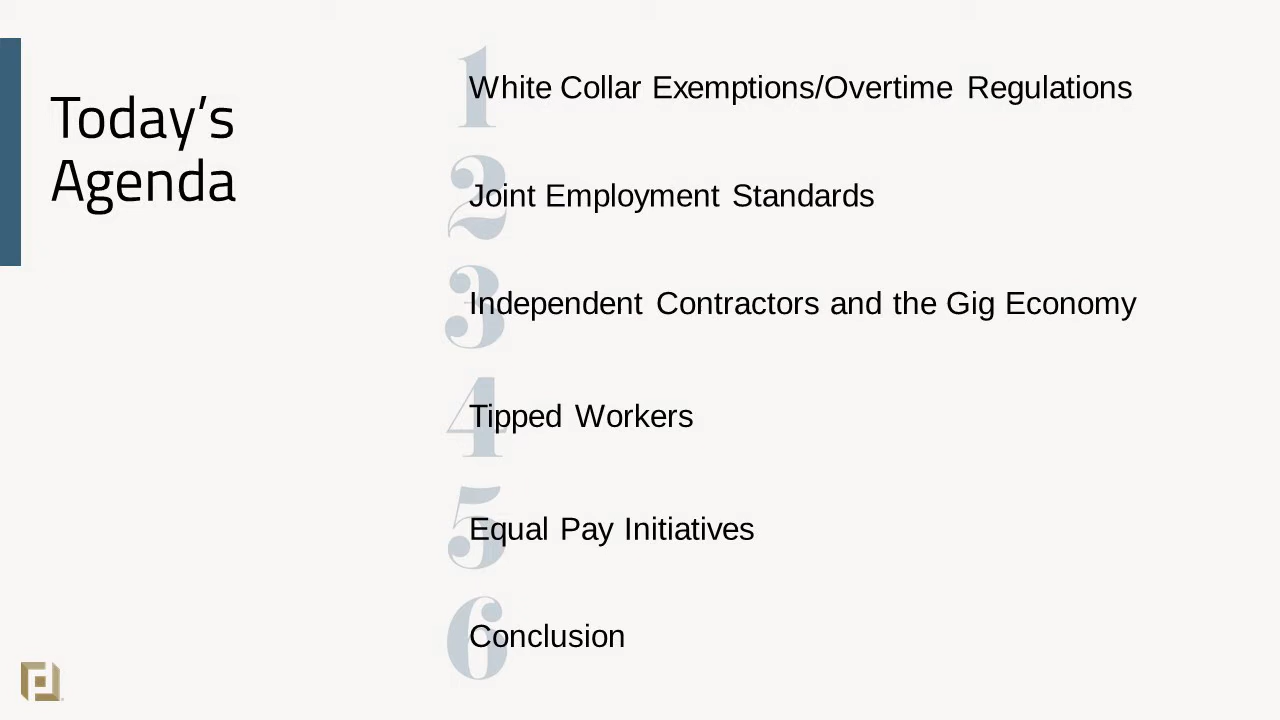 Today’s
Agenda
1
White Collar Exemptions/Overtime Regulations
2
Joint Employment Standards
3
Independent Contractors and the Gig Economy
4
Tipped Workers
5
Equal Pay Initiatives
6
Conclusion